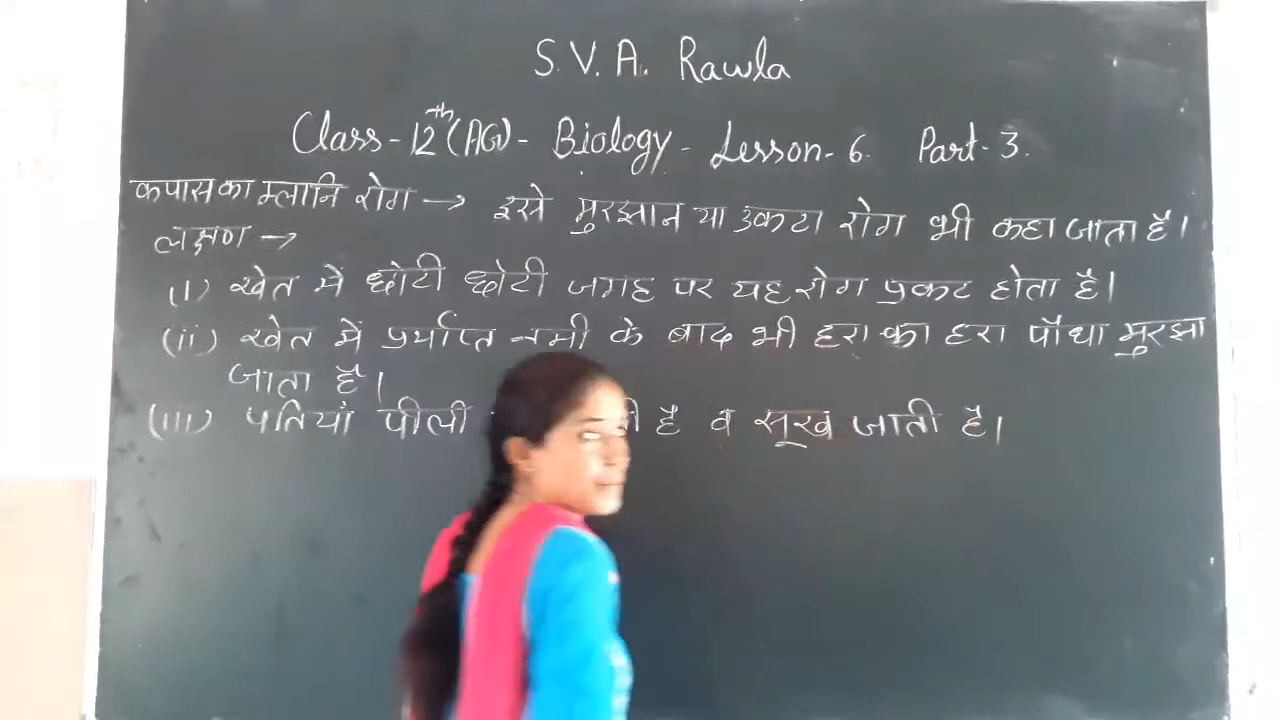 S.V.A. Rawla
Class-12th (AG) - Biology - Lesson-6. Part-3.
कपास का म्लानि रोग → इसे मुरझान या उकटा रोग भी कहा जाता है।
लक्षण →
(i) खेत में छोटी छोटी जगह पर यह रोग प्रकट होता है।
(ii) खेत में प्रर्याप्त नमी के बाद भी हरा का हरा पौधा मुरझा
जाता है।
(iii) पतियाँ पीली है व सूख जाती है।